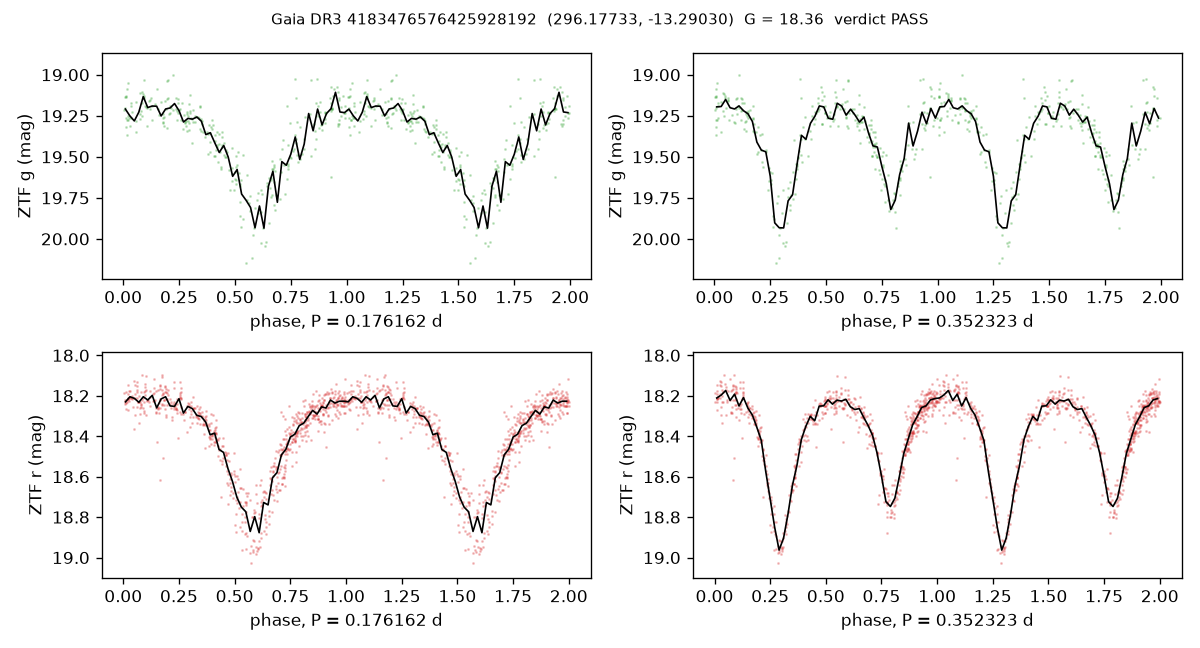 Gaia DR3 4183476576425928192 (296.17733, -13.29030) G = 18.36 verdict PASS
ZTF g (mag)
19.00
19.25
19.50
19.75
20.00
0.00 0.25 0.50 0.75 1.00 1.25 1.50 1.75 2.00
phase, P = 0.176162 d
ZTF g (mag)
19.00
19.25
19.50
19.75
20.00
0.00 0.25 0.50 0.75 1.00 1.25 1.50 1.75 2.00
phase, P = 0.352323 d
ZTF r (mag)
18.0
18.2
18.4
18.6
18.8
19.0
0.00 0.25 0.50 0.75 1.00 1.25 1.50 1.75 2.00
phase, P = 0.176162 d
ZTF r (mag)
18.0
18.2
18.4
18.6
18.8
19.0
0.00 0.25 0.50 0.75 1.00 1.25 1.50 1.75 2.00
phase, P = 0.352323 d